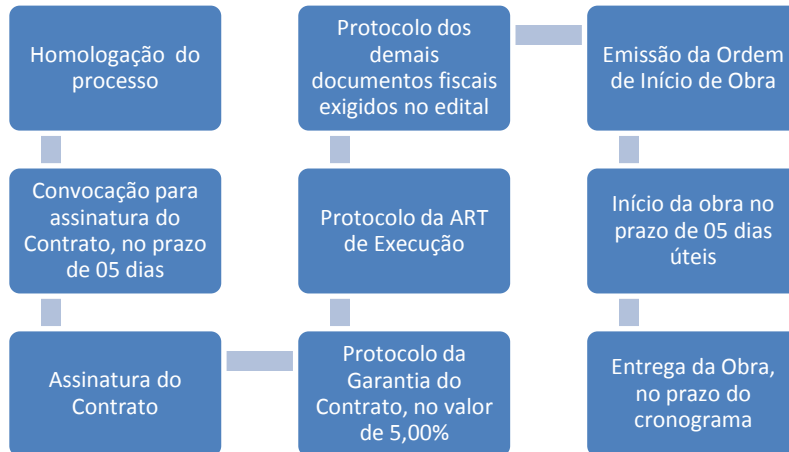 Homologação do
processo
Convocação para
assinatura do
Contrato, no prazo
de 05 dias
Assinatura do
Contrato
Protocolo da
Garantia do
Contrato, no valor
de 5,00%
Protocolo da ART
de Execução
Protocolo dos
demais
documentos fiscais
exigidos no edital
Emissão da Ordem
de Início de Obra
Início da obra no
prazo de 05 dias
úteis
Entrega da Obra,
no prazo do
cronograma